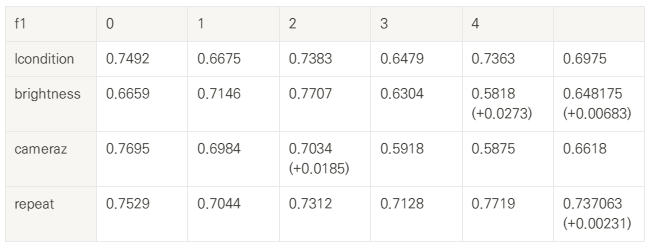 f1 0 1 2 3 4
lcondition 0.7492 0.6675 0.7383 0.6479 0.7363 0.6975
brightness 0.6659 0.7146 0.7707 0.6304 0.5818 0.648175
(+0.0273) (+0.00683)
cameraz 0.7695 0.6984 0.7034 0.5918 0.5875 0.6618
(+0.0185)
repeat 0.7529 0.7044 0.7312 0.7128 0.7719 0.737063
(+0.00231)